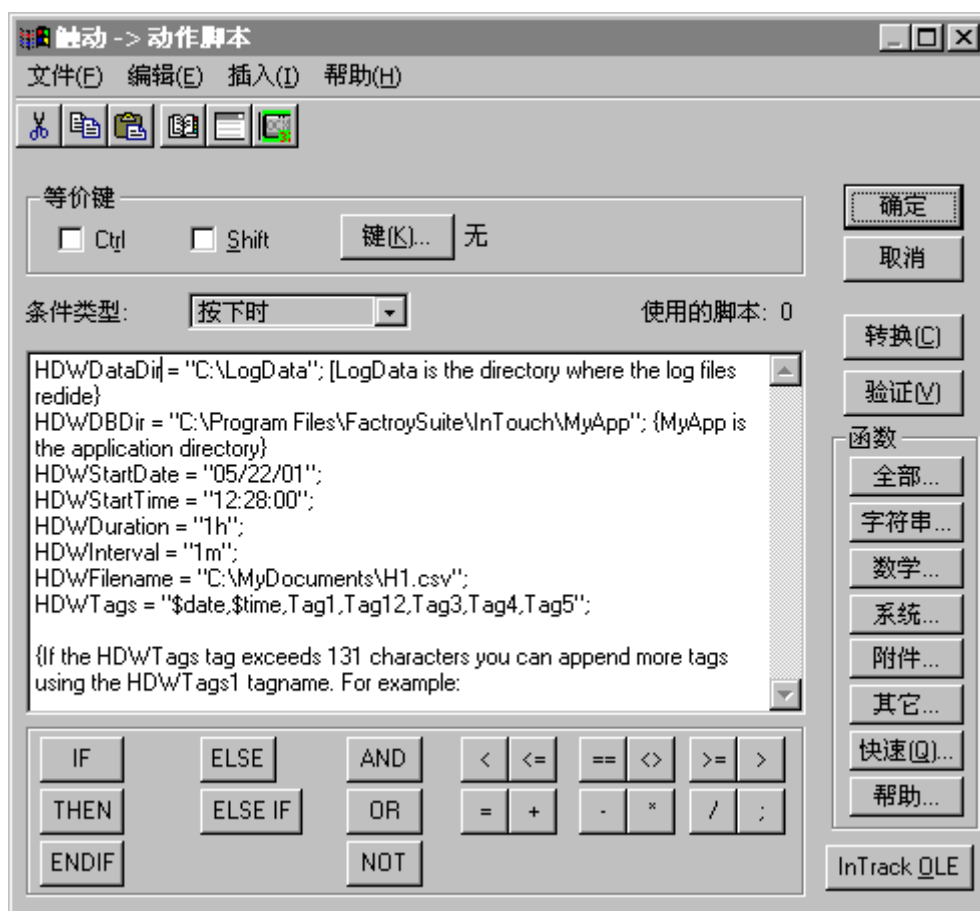 触动 -> 动作脚本
文件(F) 编辑(E) 插入(I) 帮助(H)
等价键
Ctrl Shift 键(K)... 无
确定
取消
条件类型: 按下时 使用的脚本: 0
转换(C)
验证(V)
HDWDataDir = "C:\LogData"; [LogData is the directory where the log files
redide}
HDWDBDir = "C:\Program Files\FactroySuite\InTouch\MyApp"; {MyApp is
the application directory}
HDWStartDate = "05/22/01";
HDWStartTime = "12:28:00";
HDWDuration = "1h";
HDWInterval = "1m";
HDWFilename = "C:\MyDocuments\H1.csv";
HDWTags = "$date,$time,Tag1,Tag12,Tag3,Tag4,Tag5";
{If the HDWTags tag exceeds 131 characters you can append more tags
using the HDWTags1 tagname. For example:
函数
全部...
字符串...
数学...
系统...
附件...
其它...
快速(Q)...
帮助...
IF ELSE AND < <= == <> >= >
THEN ELSE IF OR = + - * / ;
ENDIF NOT
InTrack OLE